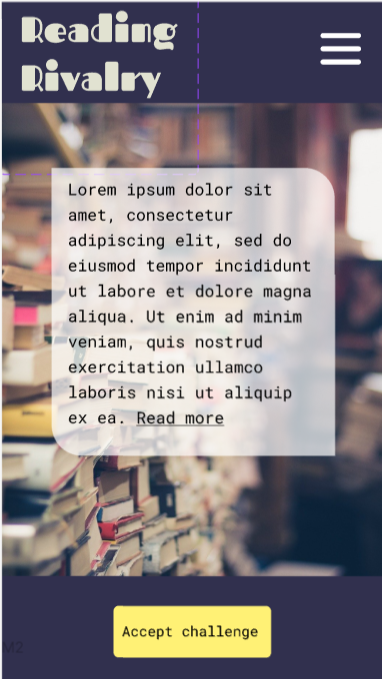 Reading
Rivalry
Lorem ipsum dolor sit
amet, consectetur
adipiscing elit, sed do
eiusmod tempor incididunt
ut labore et dolore magna
aliqua. Ut enim ad minim
veniam, quis nostrud
exercitation ullamco
laboris nisi ut aliquip
ex ea. Read more
Accept challenge
M2